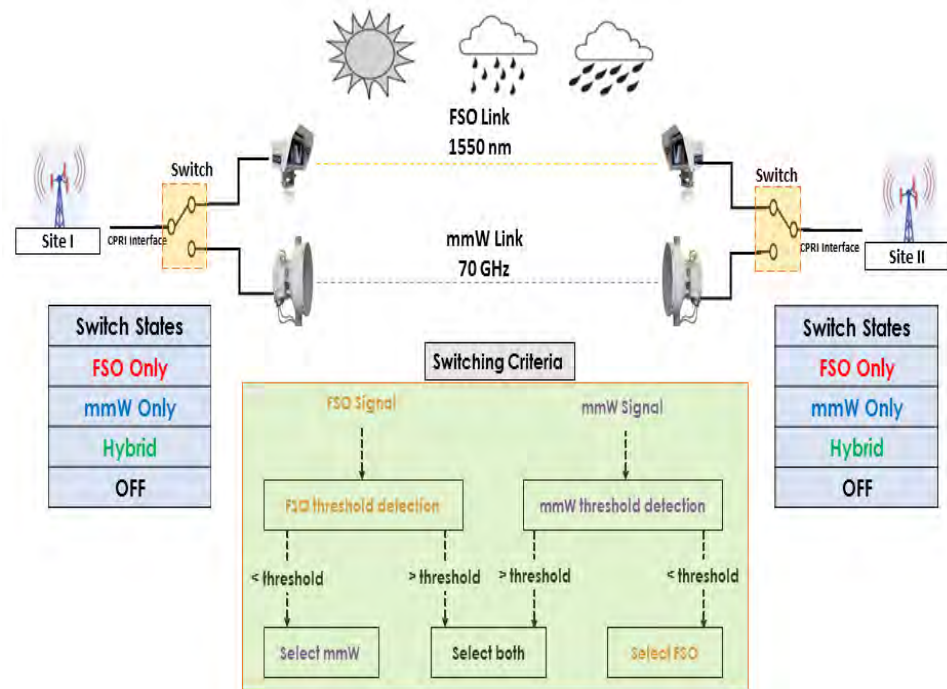 FSO Link
1550 nm
Switch
Switch
Site I
CPRI Interface
CPRI Interface
Site II
mmW Link
70 GHz
Switch States
FSO Only
mmW Only
Hybrid
OFF
Switching Criteria
FSO Signal
mmW Signal
FSO threshold detection
mmW threshold detection
< threshold
> threshold
> threshold
< threshold
Select mmW
Select both
Select FSO
Switch States
FSO Only
mmW Only
Hybrid
OFF